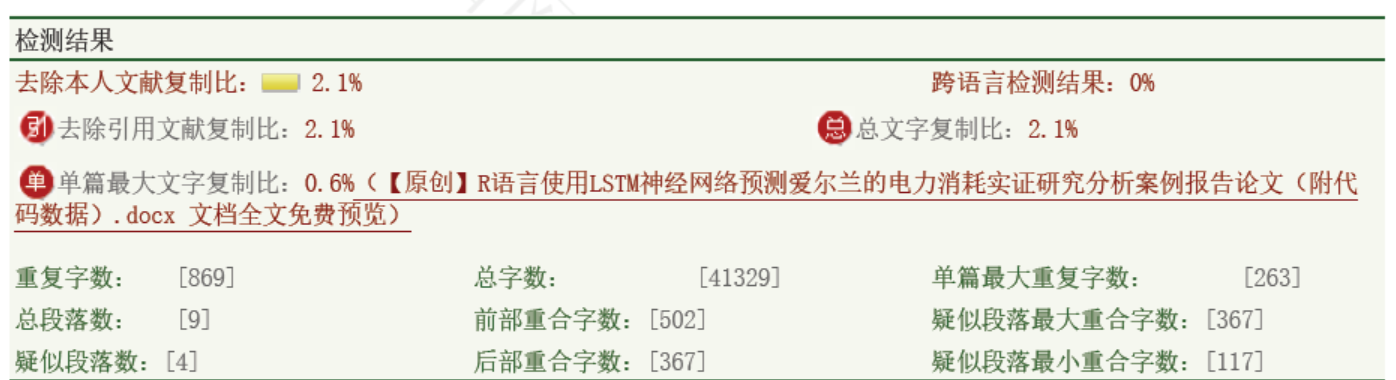 检测结果
去除本人文献复制比： 2.1% 跨语言检测结果：0%
引 去除引用文献复制比：2.1% 总 总文字复制比：2.1%
单 单篇最大文字复制比：0.6%（【原创】R语言使用LSTM神经网络预测爱尔兰的电力消耗实证研究分析案例报告论文（附代
码数据）.docx 文档全文免费预览）
重复字数： [869] 总字数： [41329] 单篇最大重复字数： [263]
总段落数： [9] 前部重合字数：[502] 疑似段落最大重合字数：[367]
疑似段落数：[4] 后部重合字数：[367] 疑似段落最小重合字数：[117]